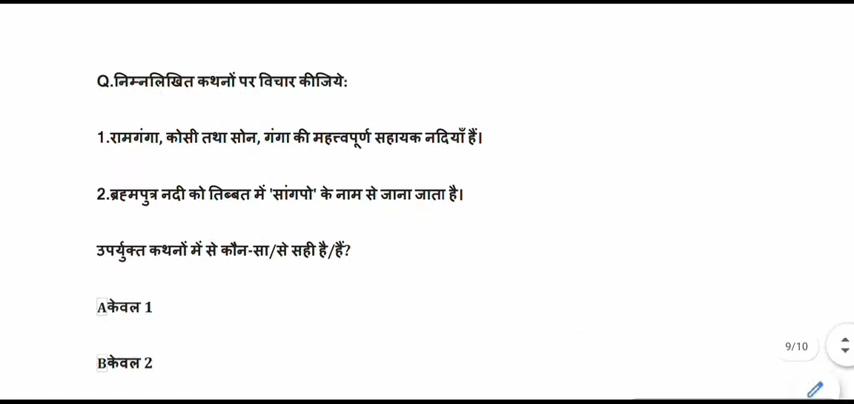 Q.निम्नलिखित कथनों पर विचार कीजिये:
1.रामगंगा, कोसी तथा सोन, गंगा की महत्त्वपूर्ण सहायक नदियाँ हैं।
2.ब्रह्मपुत्र नदी को तिब्बत में 'सांगपो' के नाम से जाना जाता है।
उपर्युक्त कथनों में से कौन-सा/से सही है/हैं?
Aकेवल 1
9/10
Bकेवल 2